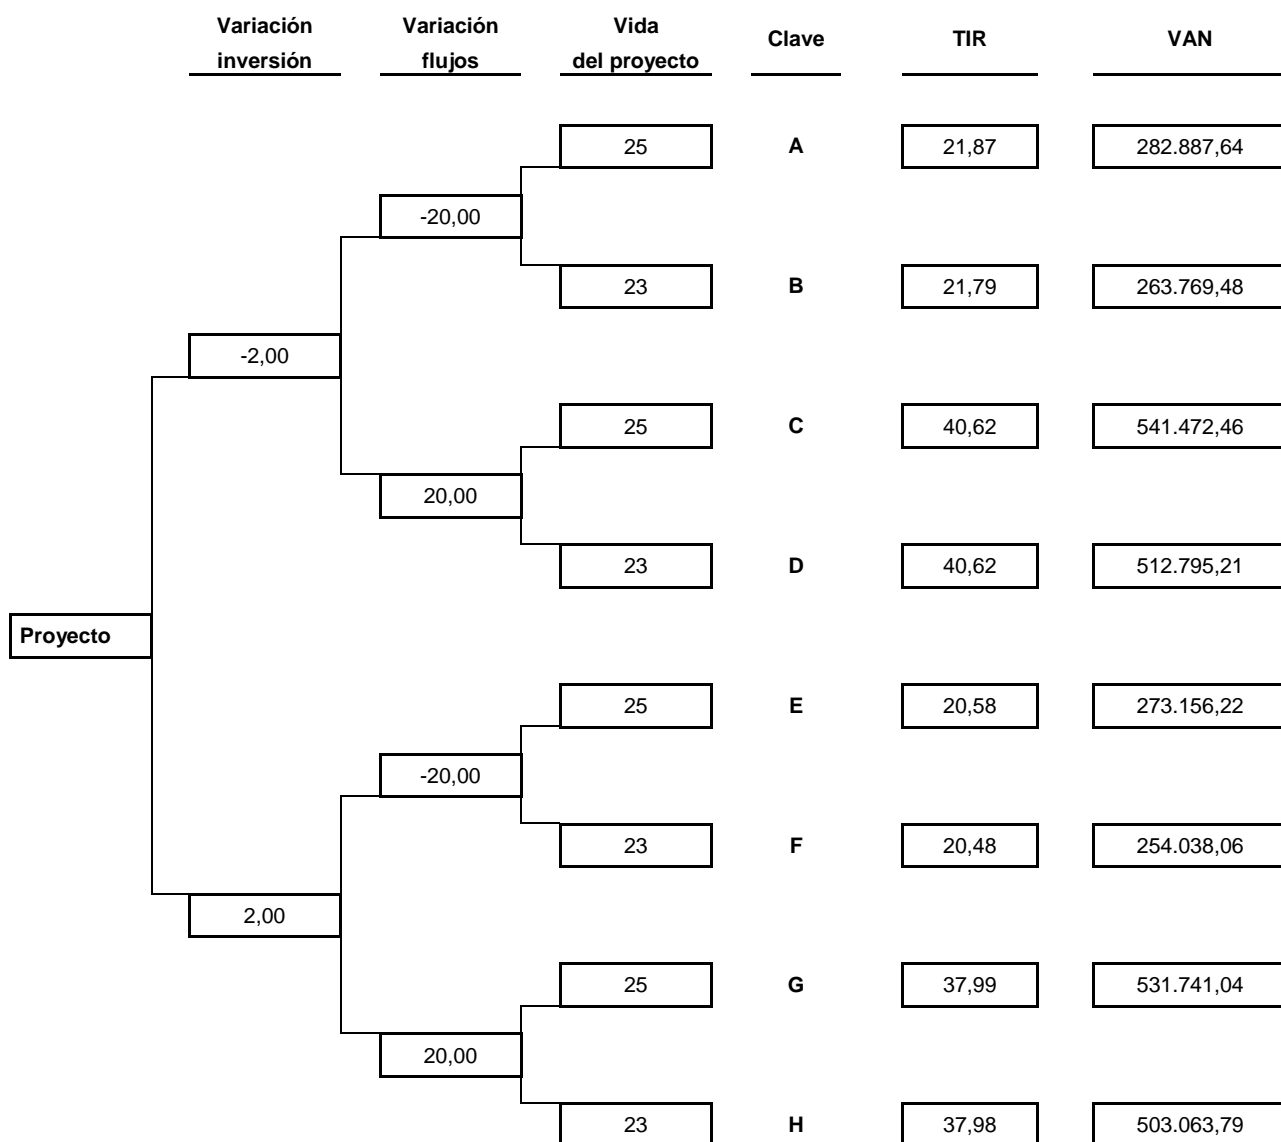 Variación Variación Vida Clave TIR VAN
inversión flujos del proyecto
25 A 21,87 282.887,64
-20,00
23 B 21,79 263.769,48
-2,00
25 C 40,62 541.472,46
20,00
23 D 40,62 512.795,21
Proyecto
25 E 20,58 273.156,22
-20,00
23 F 20,48 254.038,06
2,00
25 G 37,99 531.741,04
20,00
23 H 37,98 503.063,79